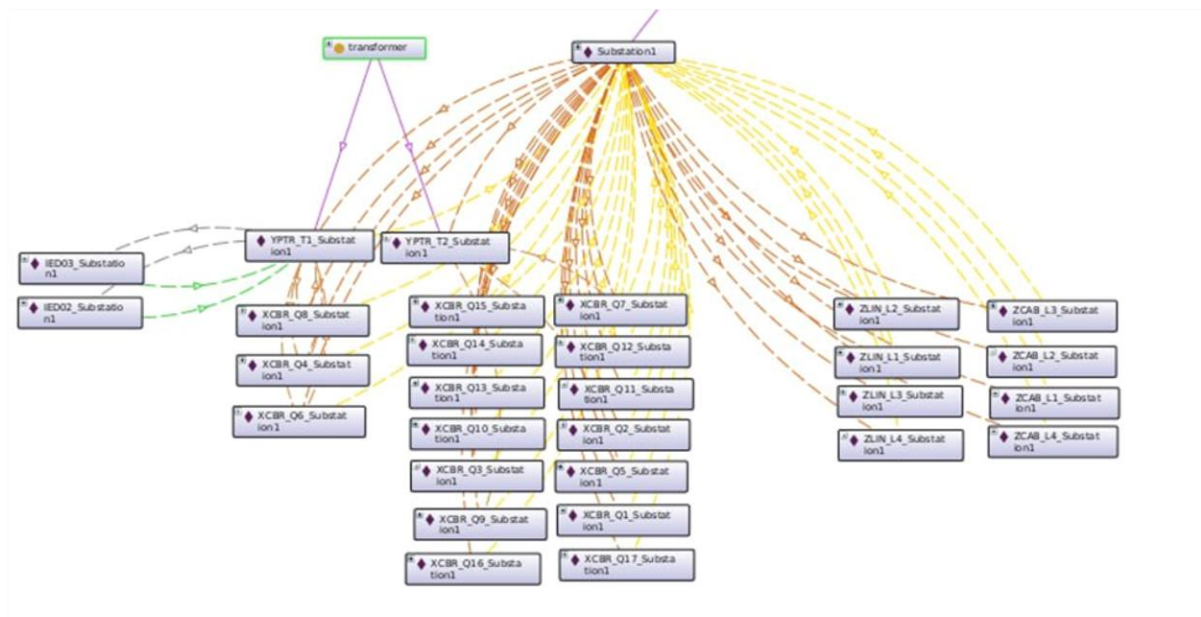 transformer
Substation1
YPTR_T1_Substat
ion1
YPTR_T2_Substat
ion1
IED03_Substatio
n1
IED02_Substatio
n1
XCBR_Q8_Substat
ion1
XCBR_Q4_Substat
ion1
XCBR_Q6_Substat
ion1
XCBR_Q15_Substa
tion1
XCBR_Q14_Substa
tion1
XCBR_Q13_Substa
tion1
XCBR_Q10_Substa
tion1
XCBR_Q3_Substat
ion1
XCBR_Q9_Substat
ion1
XCBR_Q16_Substa
tion1
XCBR_Q7_Substat
ion1
XCBR_Q12_Substa
tion1
XCBR_Q11_Substa
tion1
XCBR_Q2_Substat
ion1
XCBR_Q5_Substat
ion1
XCBR_Q1_Substat
ion1
XCBR_Q17_Substa
tion1
ZLIN_L2_Substat
ion1
ZLIN_L1_Substat
ion1
ZLIN_L3_Substat
ion1
ZLIN_L4_Substat
ion1
ZCAB_L3_Substat
ion1
ZCAB_L2_Substat
ion1
ZCAB_L1_Substat
ion1
ZCAB_L4_Substat
ion1